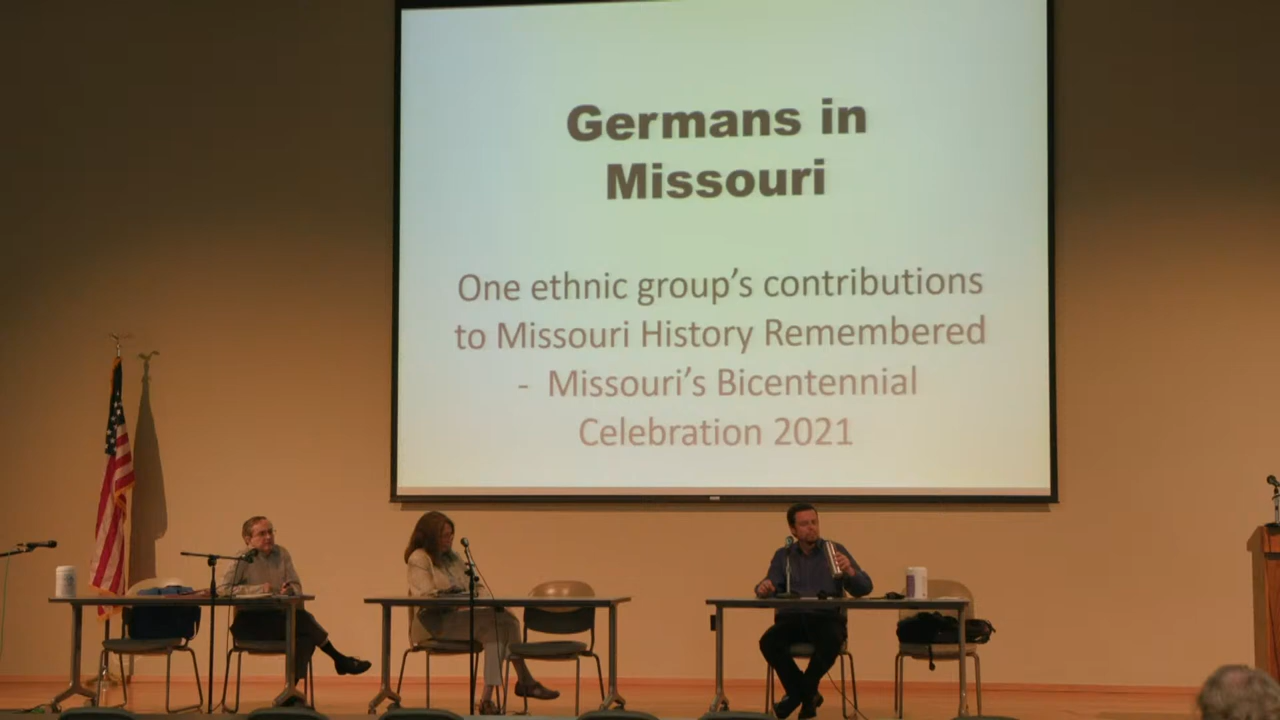 Germans in
Missouri
One ethnic group's contributions
to Missouri History Remembered
- Missouri's Bicentennial
Celebration 2021